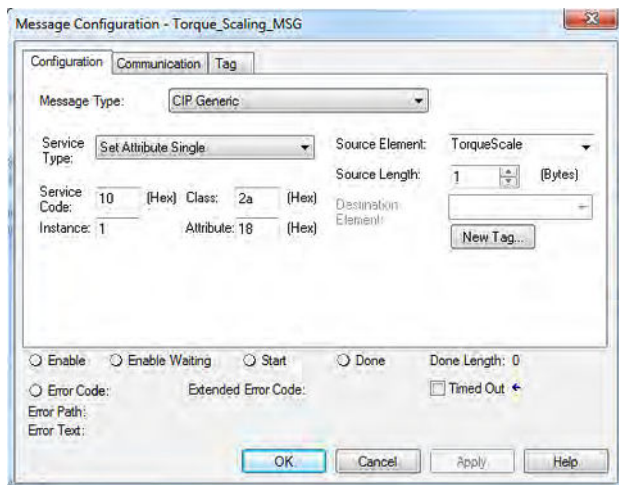 Message Configuration - Torque_Scaling_MSG
Configuration Communication Tag
Message Type: CIP Generic
Service Type: Set Attribute Single
Source Element: TorqueScale
Source Length: 1 (Bytes)
Service Code: 10 (Hex) Class: 2a (Hex)
Destination Element:
Instance: 1 Attribute: 18 (Hex)
New Tag...
Enable Enable Waiting Start Done Done Length: 0
Error Code: Extended Error Code: Timed Out
Error Path:
Error Text:
OK Cancel Apply Help